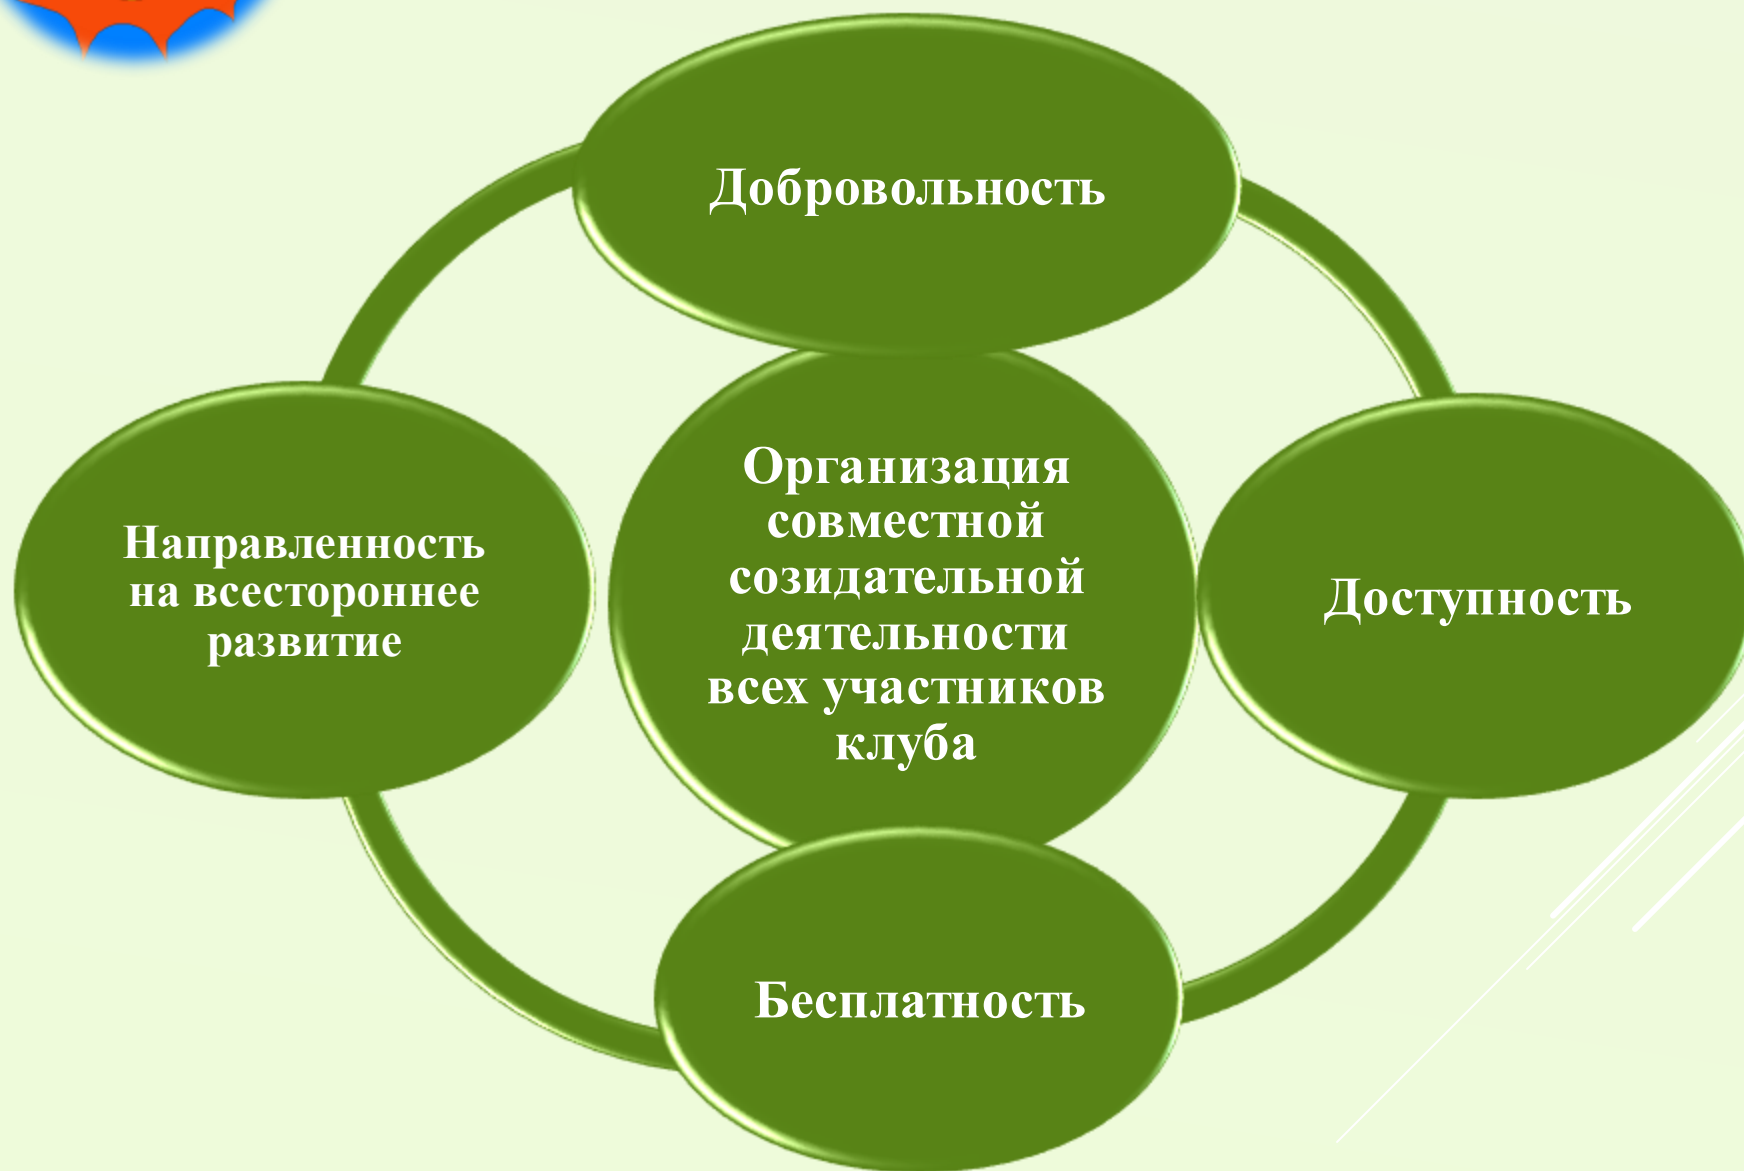 Добровольность
Направленность
на всестороннее
развитие
Организация
совместной
созидательной
деятельности
всех участников
клуба
Доступность
Бесплатность